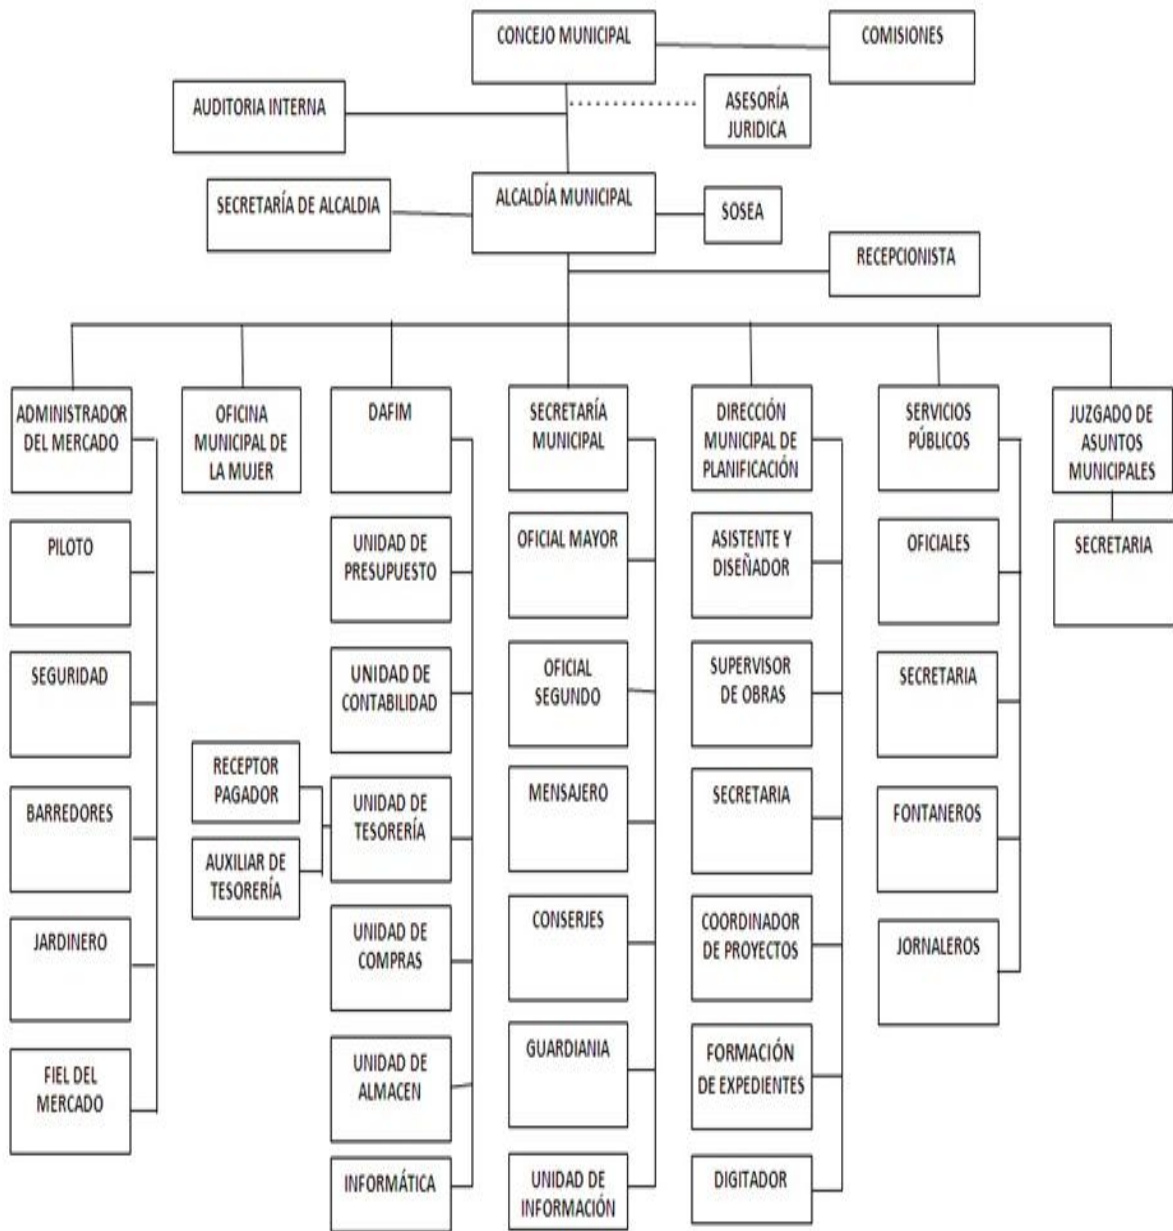 CONCEJO MUNICIPAL
COMISIONES
AUDITORIA INTERNA
ASESORÍA
JURIDICA
SECRETARÍA DE ALCALDIA
ALCALDÍA MUNICIPAL
SOSEA
RECEPCIONISTA
ADMINISTRADOR
DEL MERCADO
PILOTO
SEGURIDAD
BARREDORES
JARDINERO
FIEL DEL
MERCADO
OFICINA
MUNICIPAL DE
LA MUJER
DAFIM
UNIDAD DE
PRESUPUESTO
UNIDAD DE
CONTABILIDAD
RECEPTOR
PAGADOR
AUXILIAR DE
TESORERÍA
UNIDAD DE
TESORERÍA
UNIDAD DE
COMPRAS
UNIDAD DE
ALMACEN
INFORMÁTICA
SECRETARÍA
MUNICIPAL
OFICIAL MAYOR
OFICIAL
SEGUNDO
MENSAJERO
CONSERJES
GUARDIANIA
UNIDAD DE
INFORMACIÓN
DIRECCIÓN
MUNICIPAL DE
PLANIFICACIÓN
ASISTENTE Y
DISEÑADOR
SUPERVISOR
DE OBRAS
SECRETARIA
COORDINADOR
DE PROYECTOS
FORMACIÓN
DE EXPEDIENTES
DIGITADOR
SERVICIOS
PÚBLICOS
OFICIALES
SECRETARIA
FONTANEROS
JORNALEROS
JUZGADO DE
ASUNTOS
MUNICIPALES
SECRETARIA